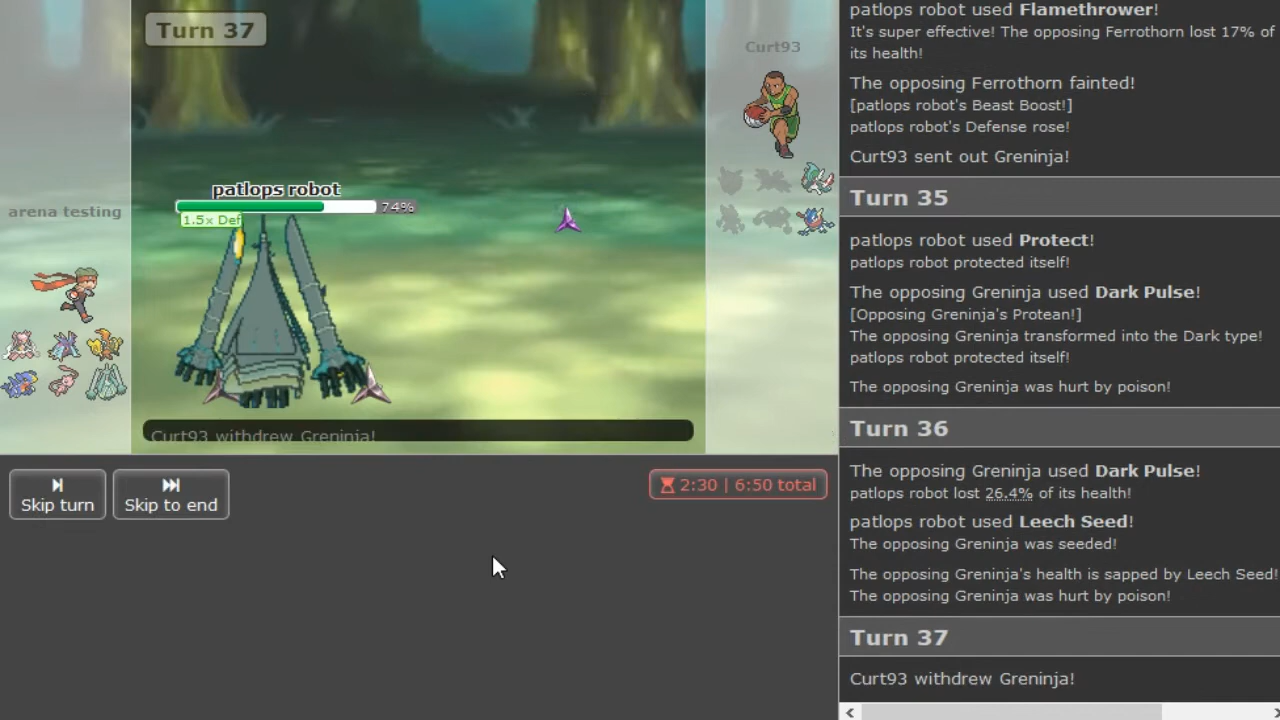 Turn 37
Curt93
patlops robot
74%
1.5× Def
arena testing
Curt93 withdrew Greninja!
Skip turn
Skip to end
2:30 | 6:50 total
patlops robot used Flamethrower!
It's super effective! The opposing Ferrothorn lost 17% of
its health!
The opposing Ferrothorn fainted!
[patlops robot's Beast Boost!]
patlops robot's Defense rose!
Curt93 sent out Greninja!
Turn 35
patlops robot used Protect!
patlops robot protected itself!
The opposing Greninja used Dark Pulse!
[Opposing Greninja's Protean!]
The opposing Greninja transformed into the Dark type!
patlops robot protected itself!
The opposing Greninja was hurt by poison!
Turn 36
The opposing Greninja used Dark Pulse!
patlops robot lost 26.4% of its health!
patlops robot used Leech Seed!
The opposing Greninja was seeded!
The opposing Greninja's health is sapped by Leech Seed!
The opposing Greninja was hurt by poison!
Turn 37
Curt93 withdrew Greninja!